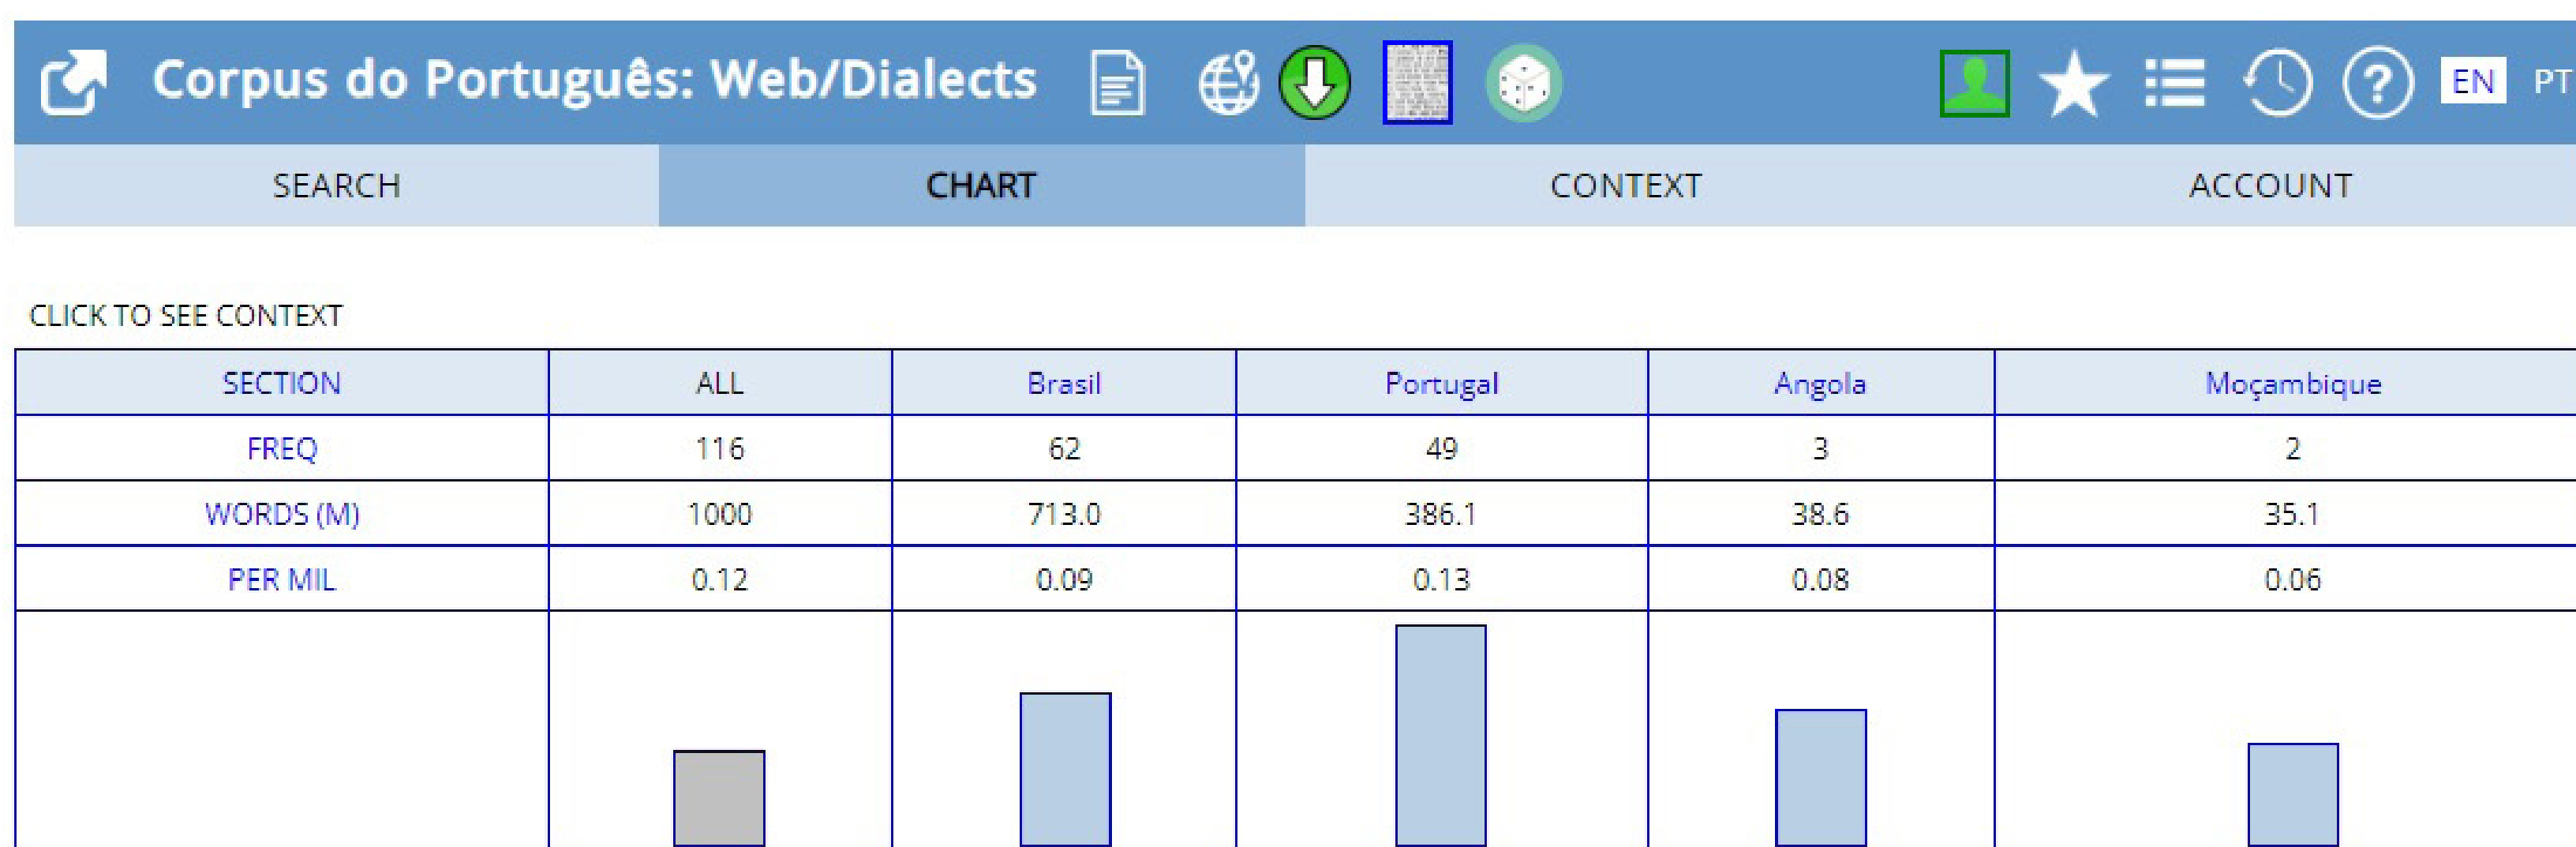 Corpus do Português: Web/Dialects ? EN PT
SEARCH CHART CONTEXT ACCOUNT
CLICK TO SEE CONTEXT
SECTION ALL Brasil Portugal Angola Moçambique
FREQ 116 62 49 3 2
WORDS (M) 1000 713.0 386.1 38.6 35.1
PER MIL 0.12 0.09 0.13 0.08 0.06